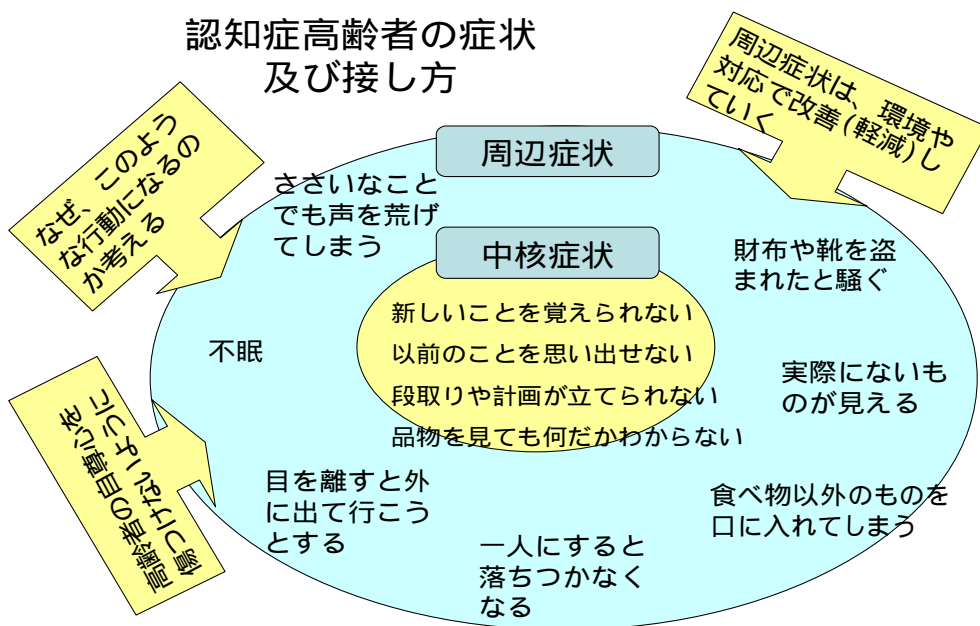 認知症高齢者の症状
及び接し方
周辺症状は、環境や
対応で改善(軽減)し
ていく
なぜ、このよう
な行動になるの
か考える
周辺症状
ささいなこと
でも声を荒げ
てしまう
中核症状
財布や靴を盗
まれたと騒ぐ
新しいことを覚えられない
以前のことを思い出せない
段取りや計画が立てられない
品物を見ても何だかわからない
不眠
実際にないも
のが見える
高齢者の自尊心を
傷つけないように
目を離すと外
に出て行こう
とする
食べ物以外のものを
口に入れてしまう
一人にすると
落ちつかなく
なる